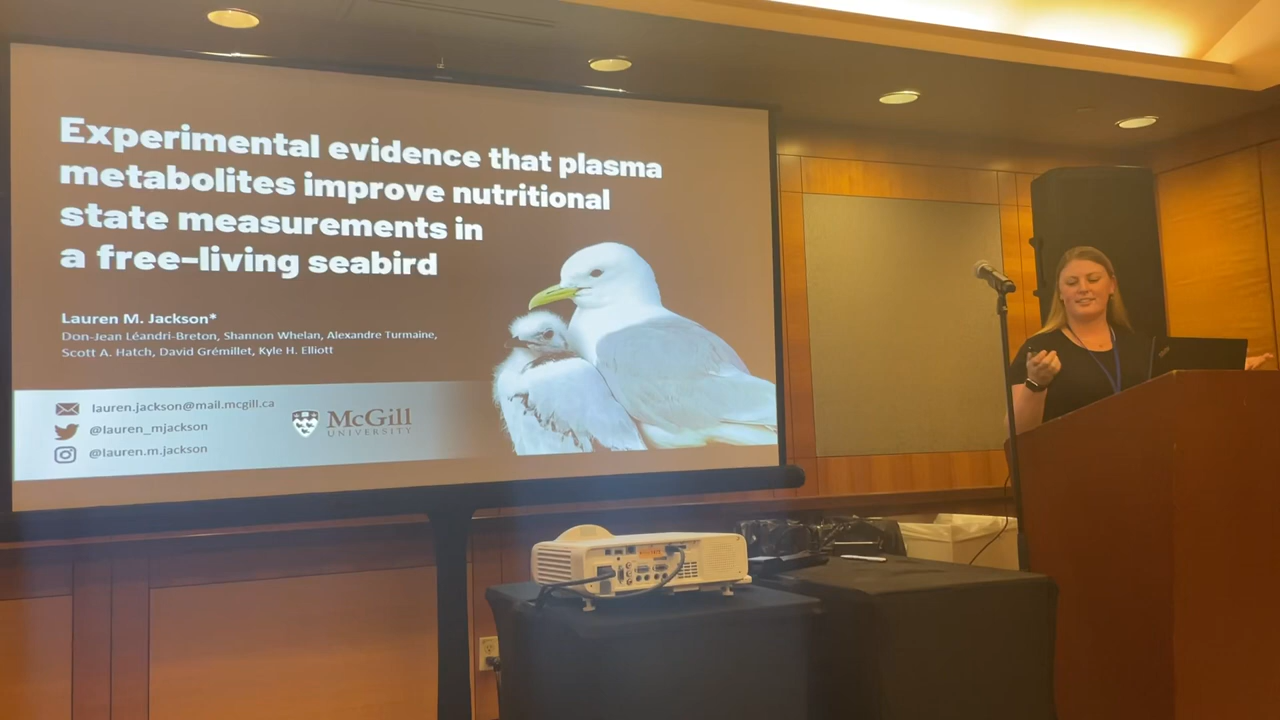 Experimental evidence that plasma
metabolites improve nutritional
state measurements in
a free-living seabird
Lauren M. Jackson*
Don-Jean Léandri-Breton, Shannon Whelan, Alexandre Turmaine,
Scott A. Hatch, David Grémillet, Kyle H. Elliott
lauren.jackson@mail.mcgill.ca
@lauren_mjackson
@lauren.m.jackson
McGill
UNIVERSITY